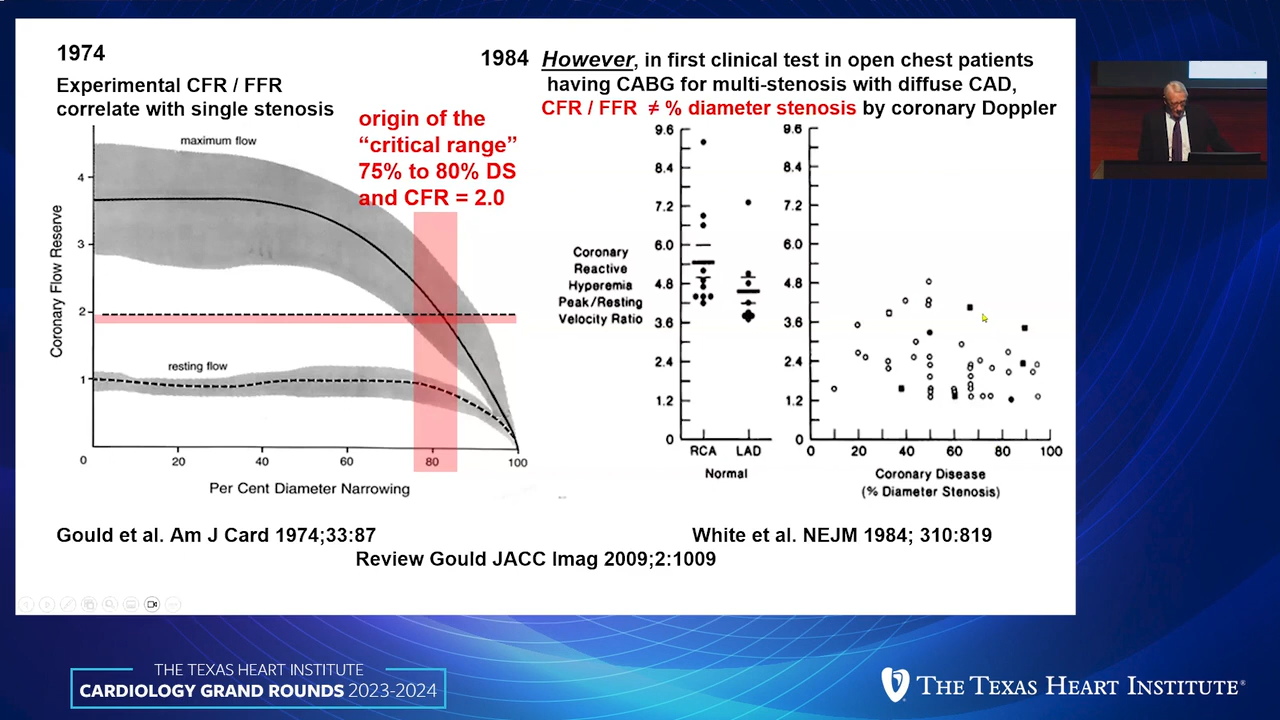 1974
Experimental CFR / FFR
correlate with single stenosis
origin of the
“critical range”
75% to 80% DS
and CFR = 2.0
maximum flow
resting flow
Coronary Flow Reserve
4
3
2
1
0
20
40
60
80
100
Per Cent Diameter Narrowing
Gould et al. Am J Card 1974;33:87
1984 However, in first clinical test in open chest patients
having CABG for multi-stenosis with diffuse CAD,
CFR / FFR ≠ % diameter stenosis by coronary Doppler
Coronary
Reactive
Hyperemia
Peak/Resting
Velocity Ratio
9.6
8.4
7.2
6.0
4.8
3.6
2.4
1.2
0
RCA LAD
Normal
9.6
8.4
7.2
6.0
4.8
3.6
2.4
1.2
0
0 20 40 60 80 100
Coronary Disease
(% Diameter Stenosis)
White et al. NEJM 1984; 310:819
Review Gould JACC Imag 2009;2:1009
THE TEXAS HEART INSTITUTE
CARDIOLOGY GRAND ROUNDS 2023-2024
THE TEXAS HEART INSTITUTE®